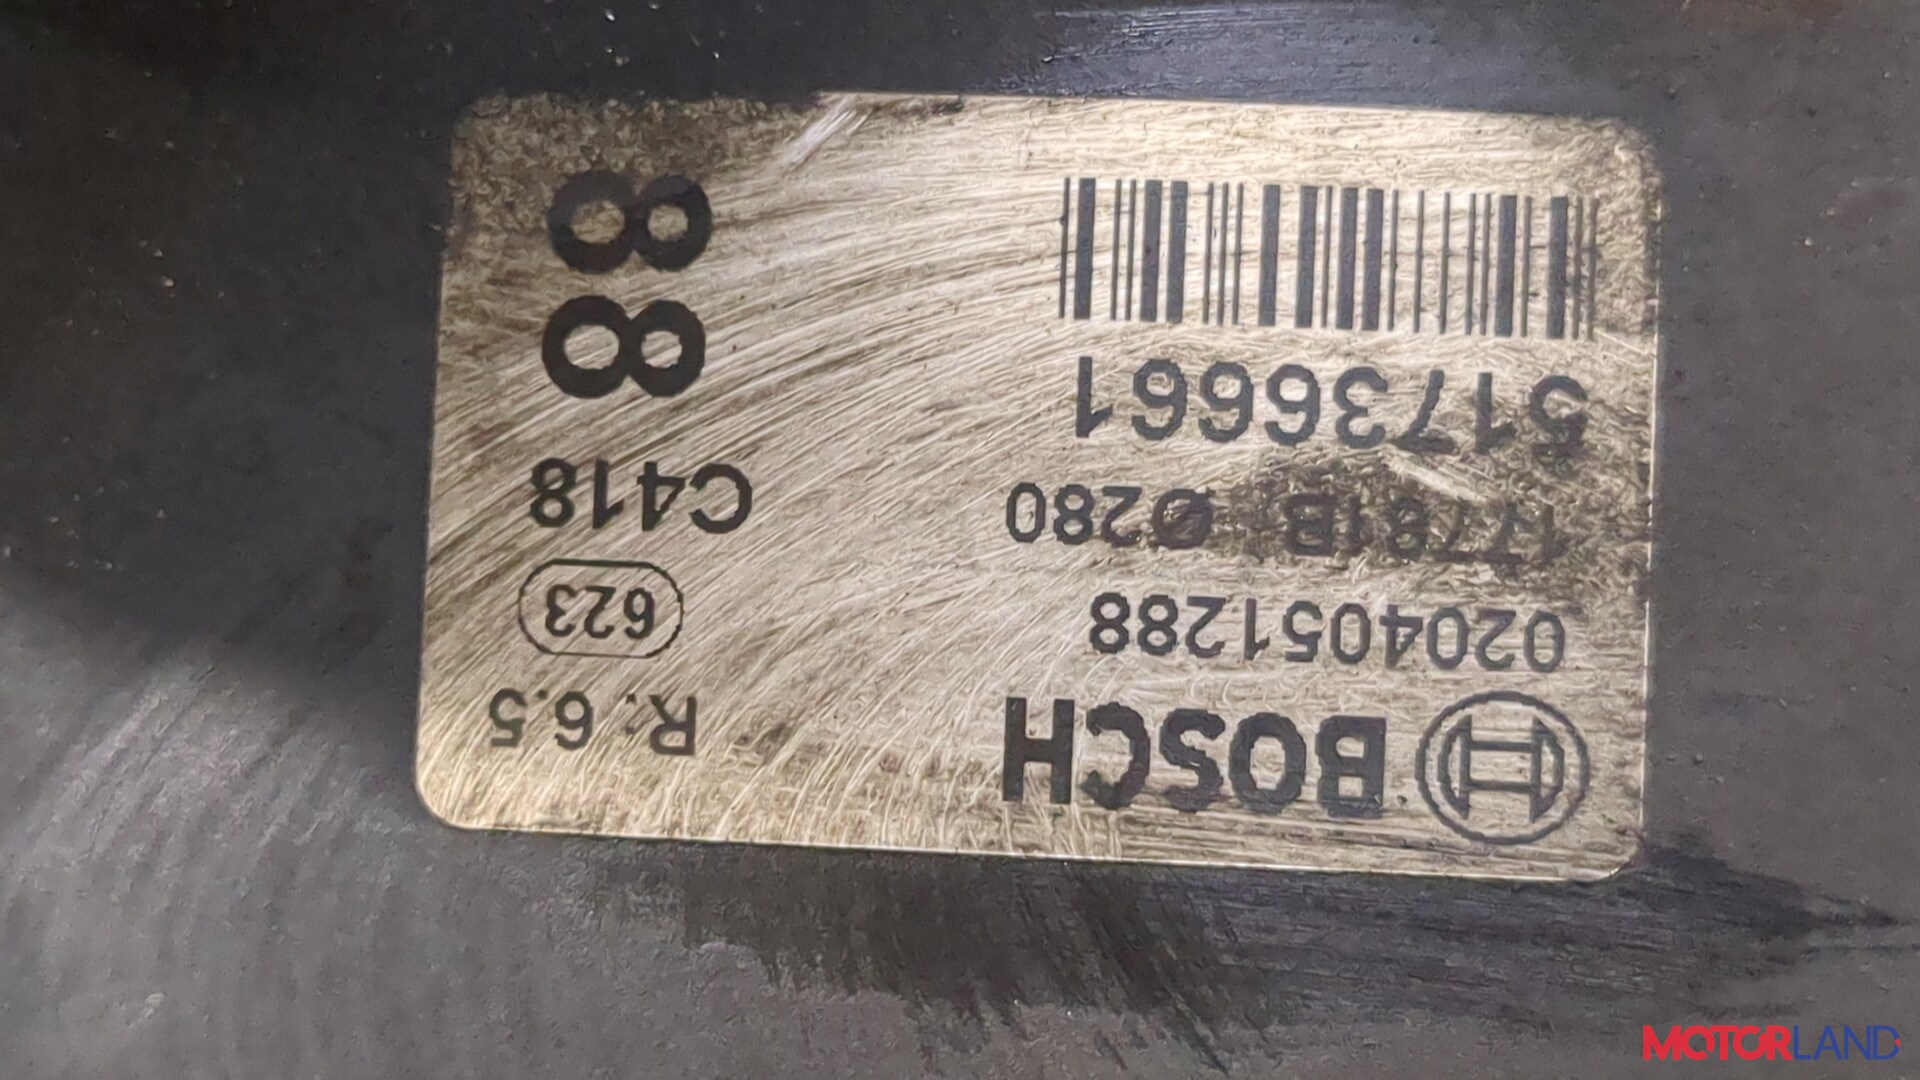 BOSCH
0204051288
17781B Ø280
51736661
R: 6.5
623
C418
88
MOTORLAND